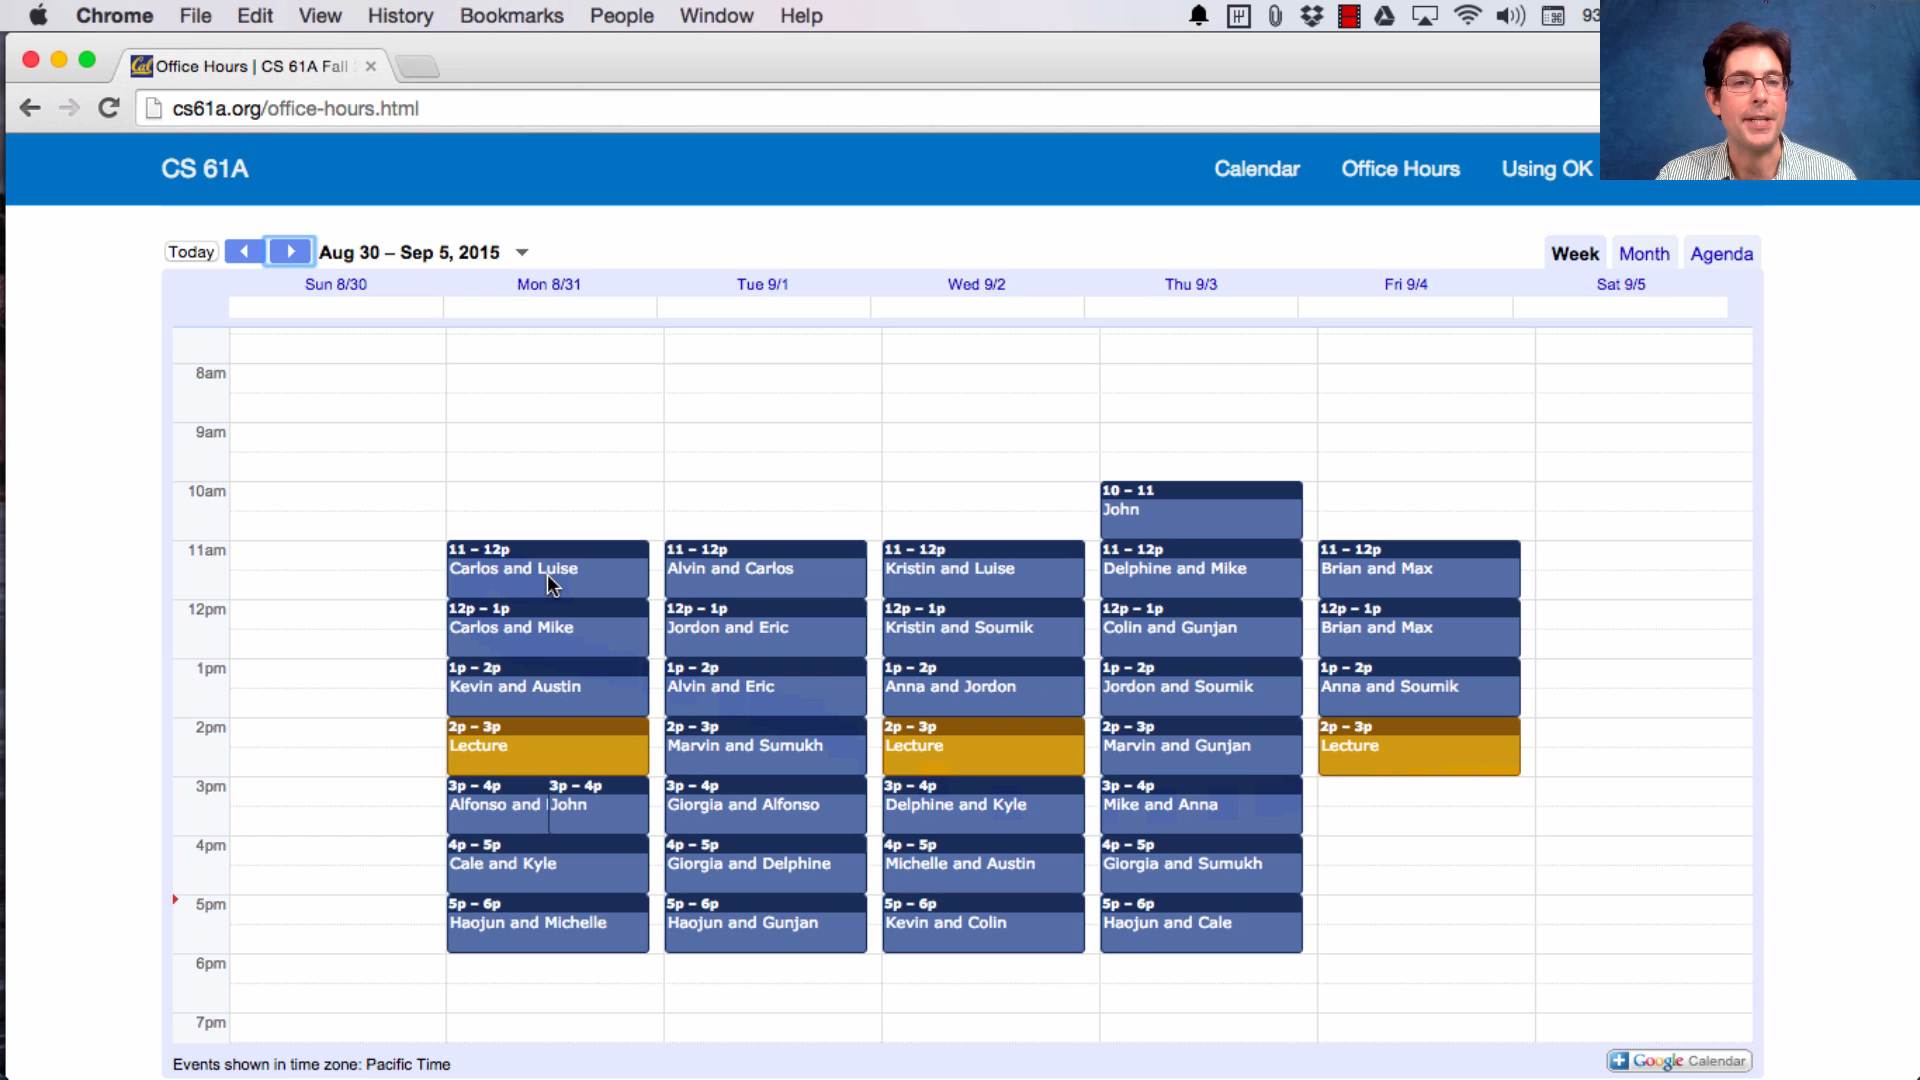 Chrome File Edit View History Bookmarks People Window Help
Cal Office Hours | CS 61A Fall
cs61a.org/office-hours.html
CS 61A Calendar Office Hours Using OK
Today Aug 30 – Sep 5, 2015 Week Month Agenda
Sun 8/30 Mon 8/31 Tue 9/1 Wed 9/2 Thu 9/3 Fri 9/4 Sat 9/5
8am
9am
10am 10 – 11
John
11am 11 – 12p 11 – 12p 11 – 12p 11 – 12p 11 – 12p
Carlos and Luise Alvin and Carlos Kristin and Luise Delphine and Mike Brian and Max
12pm 12p – 1p 12p – 1p 12p – 1p 12p – 1p 12p – 1p
Carlos and Mike Jordon and Eric Kristin and Soumik Colin and Gunjan Brian and Max
1pm 1p – 2p 1p – 2p 1p – 2p 1p – 2p 1p – 2p
Kevin and Austin Alvin and Eric Anna and Jordon Jordon and Soumik Anna and Soumik
2pm 2p – 3p 2p – 3p 2p – 3p 2p – 3p 2p – 3p
Lecture Marvin and Sumukh Lecture Marvin and Gunjan Lecture
3pm 3p – 4p 3p – 4p 3p – 4p 3p – 4p 3p – 4p
Alfonso and John Giorgia and Alfonso Delphine and Kyle Mike and Anna
4pm 4p – 5p 4p – 5p 4p – 5p 4p – 5p
Cale and Kyle Giorgia and Delphine Michelle and Austin Giorgia and Sumukh
5pm 5p – 6p 5p – 6p 5p – 6p 5p – 6p
Haojun and Michelle Haojun and Gunjan Kevin and Colin Haojun and Cale
6pm
7pm
Events shown in time zone: Pacific Time Google Calendar